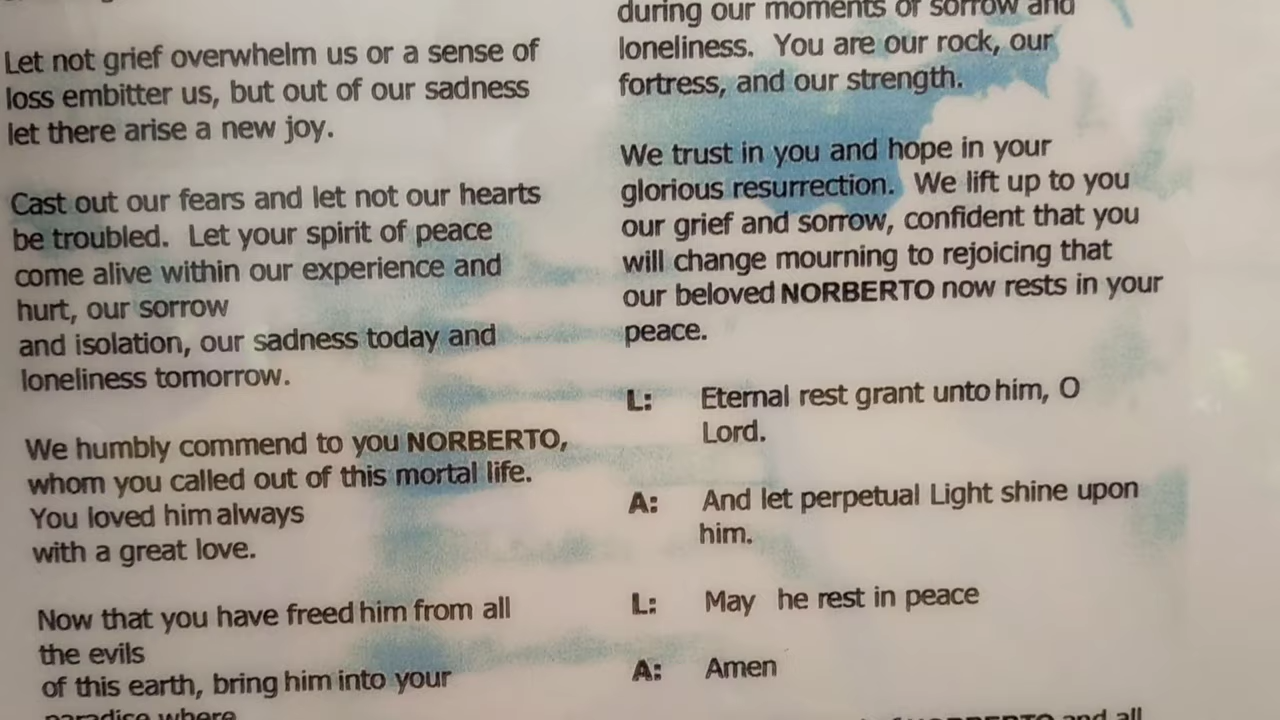 Let not grief overwhelm us or a sense of
loss embitter us, but out of our sadness
let there arise a new joy.
Cast out our fears and let not our hearts
be troubled.  Let your spirit of peace
come alive within our experience and
hurt, our sorrow
and isolation, our sadness today and
loneliness tomorrow.
We humbly commend to you NORBERTO,
whom you called out of this mortal life.
You loved him always
with a great love.
Now that you have freed him from all
the evils
of this earth, bring him into your
paradise where
during our moments of sorrow and
loneliness.  You are our rock, our
fortress, and our strength.
We trust in you and hope in your
glorious resurrection.  We lift up to you
our grief and sorrow, confident that you
will change mourning to rejoicing that
our beloved NORBERTO now rests in your
peace.
L: Eternal rest grant unto him, O
Lord.
A: And let perpetual Light shine upon
him.
L: May  he rest in peace
A: Amen
NORBERTO and all